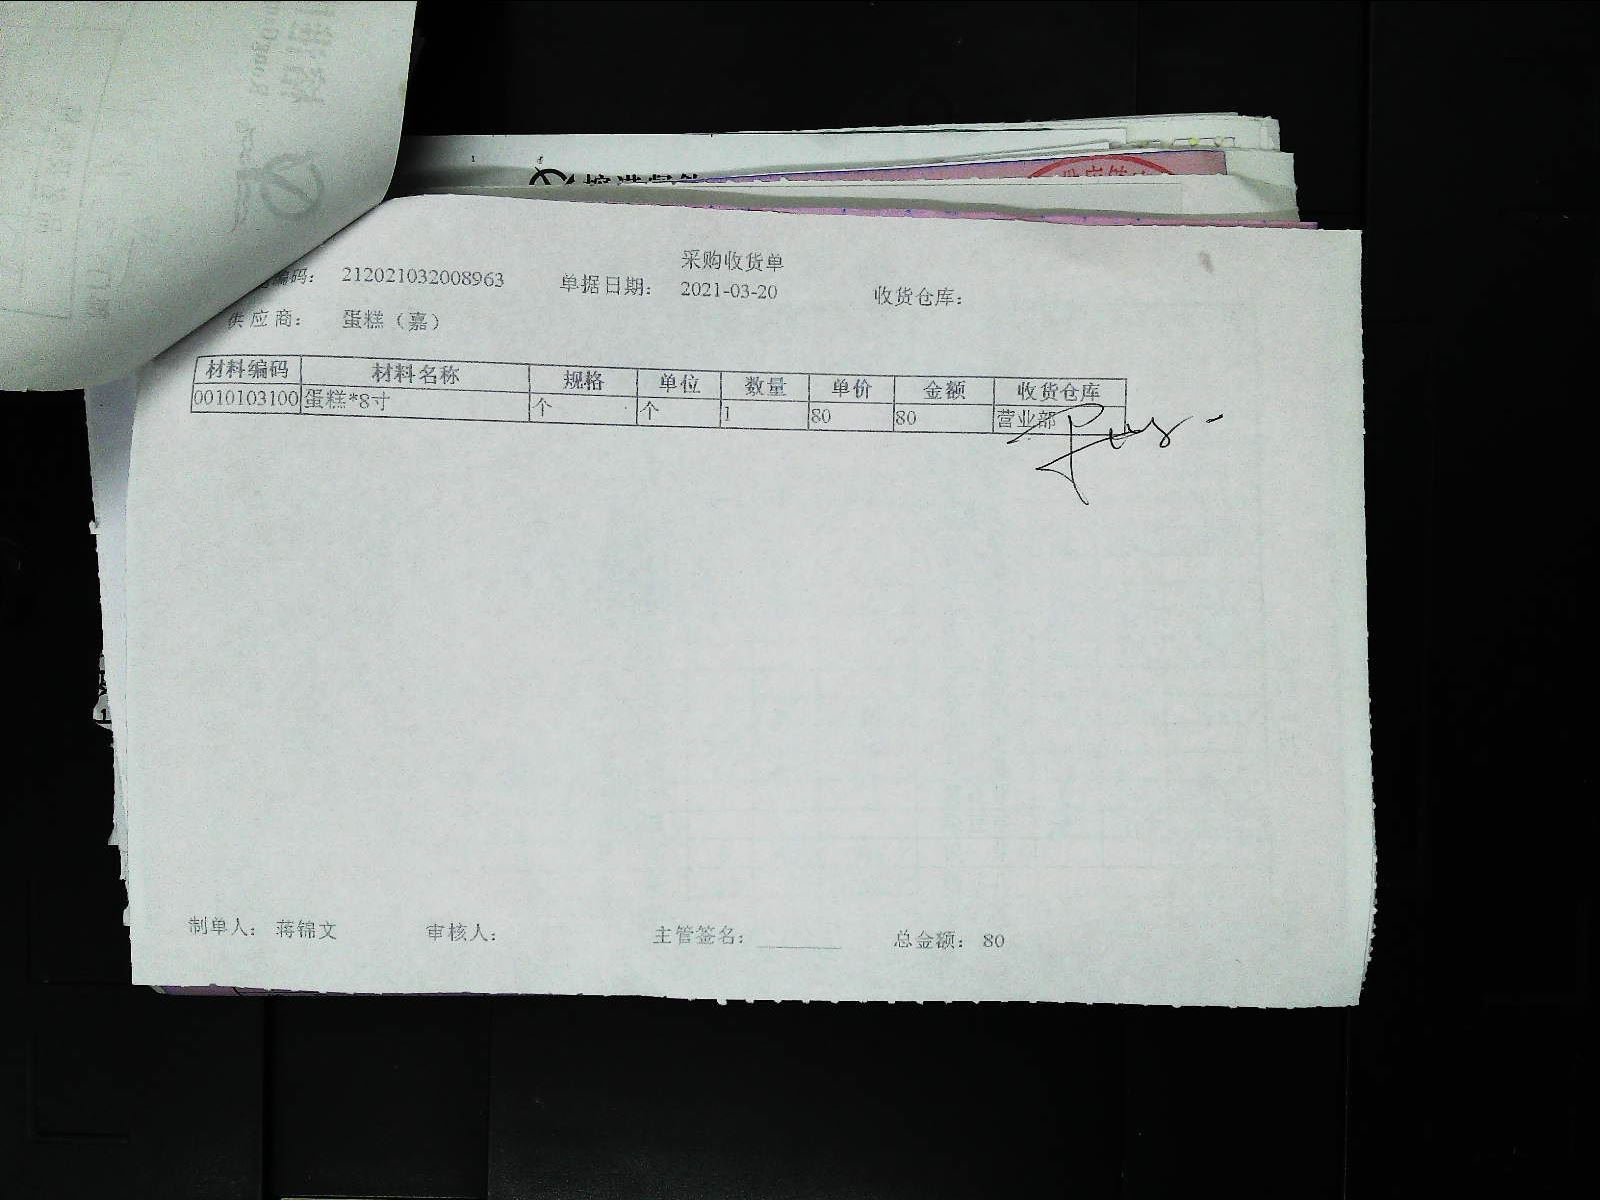 采购收货单
编码： 212021032008963 单据日期： 2021-03-20 收货仓库：
供应商： 蛋糕（嘉）
材料编码 材料名称 规格 单位 数量 单价 金额 收货仓库
0010103100 蛋糕*8寸 个 个 1 80 80 营业部
制单人： 蒋锦文 审核人： 主管签名： 总金额： 80